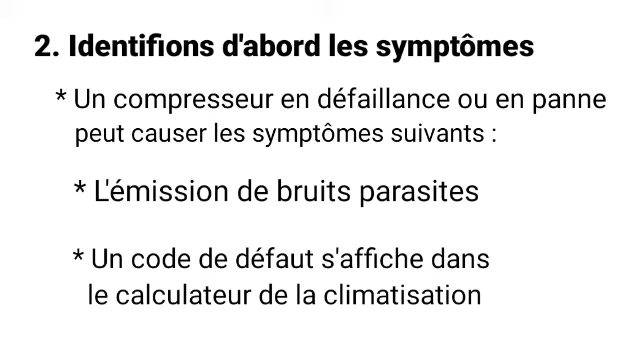 2. Identifions d'abord les symptômes
* Un compresseur en défaillance ou en panne
peut causer les symptômes suivants :
* L'émission de bruits parasites
* Un code de défaut s'affiche dans
le calculateur de la climatisation